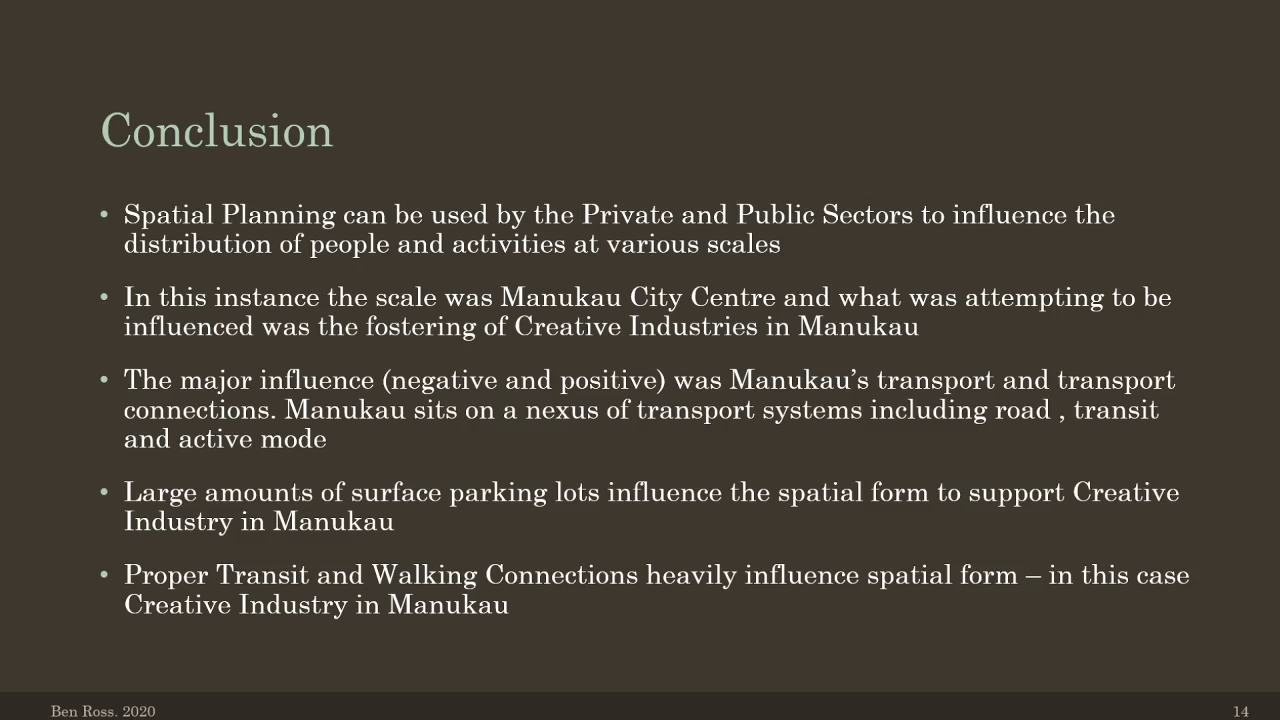 Conclusion
• Spatial Planning can be used by the Private and Public Sectors to influence the
distribution of people and activities at various scales
• In this instance the scale was Manukau City Centre and what was attempting to be
influenced was the fostering of Creative Industries in Manukau
• The major influence (negative and positive) was Manukau’s transport and transport
connections. Manukau sits on a nexus of transport systems including road , transit
and active mode
• Large amounts of surface parking lots influence the spatial form to support Creative
Industry in Manukau
• Proper Transit and Walking Connections heavily influence spatial form – in this case
Creative Industry in Manukau
Ben Ross. 2020
14